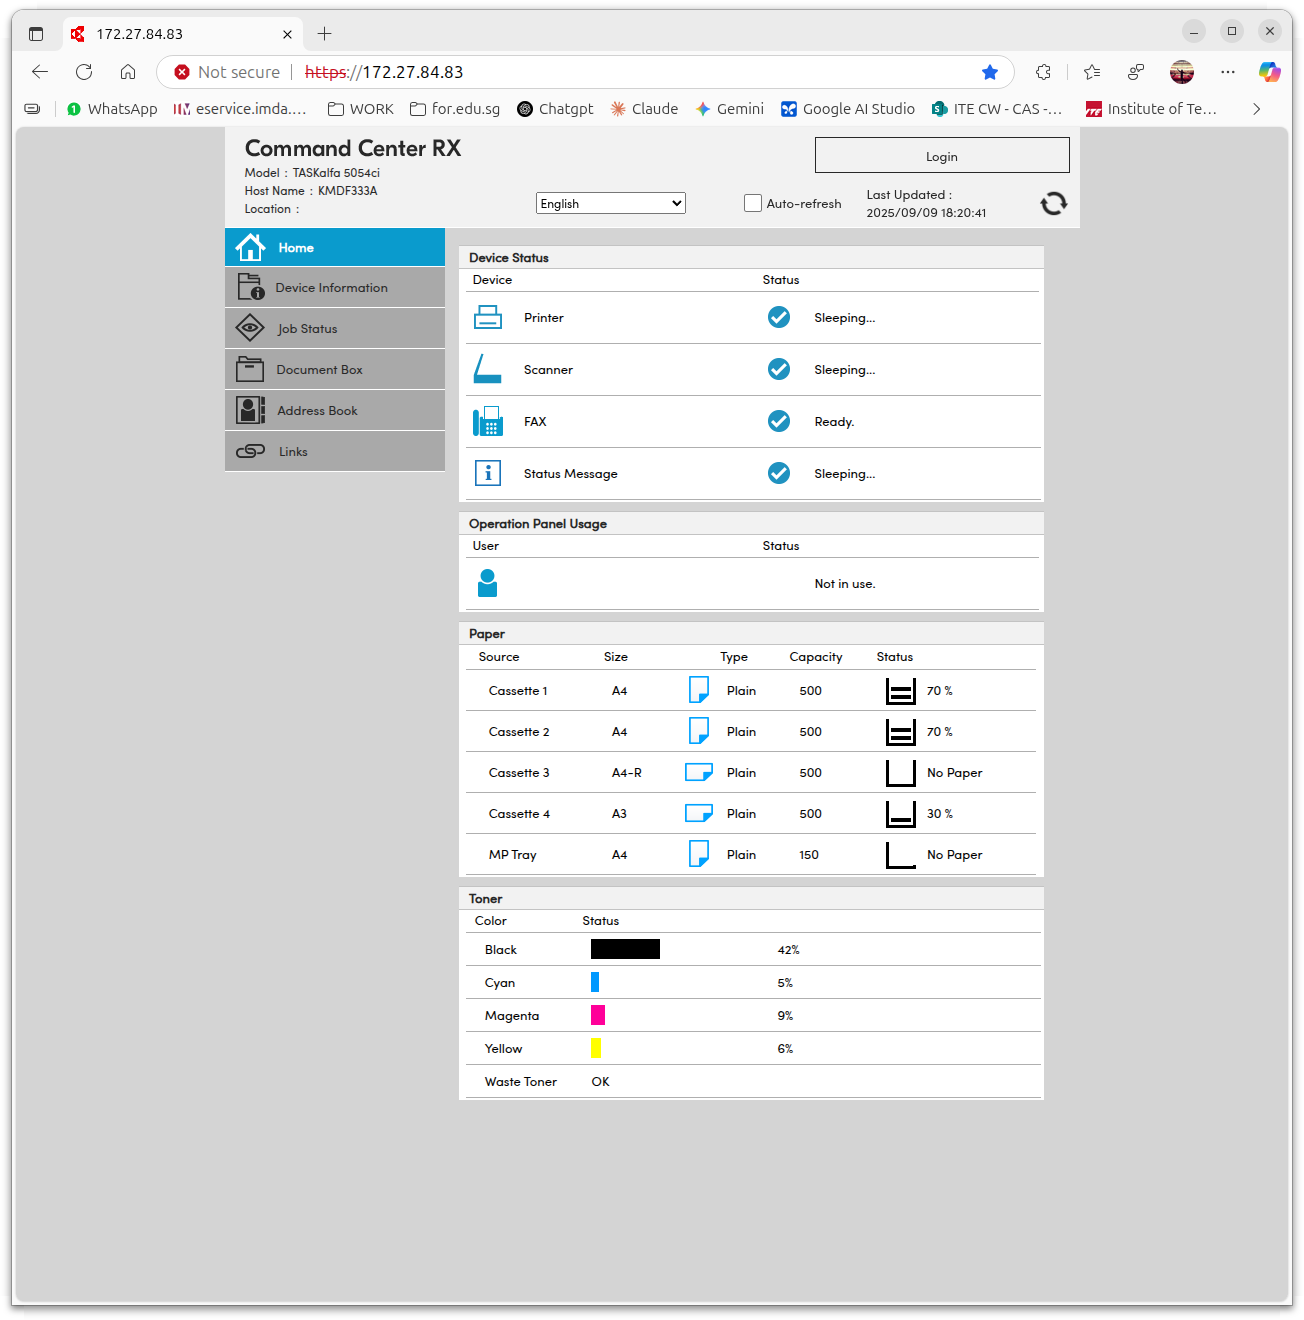 172.27.84.83
Not secure https://172.27.84.83
WhatsApp eservice.imda.... WORK for.edu.sg Chatgpt Claude Gemini Google AI Studio ITE CW - CAS -... Institute of Te...
Command Center RX
Login
Model : TASKalfa 5054ci
Host Name : KMDF333A
Location :
English
Auto-refresh
Last Updated :
2025/09/09 18:20:41
Home
Device Information
Job Status
Document Box
Address Book
Links
Device Status
Device Status
Printer Sleeping...
Scanner Sleeping...
FAX Ready.
Status Message Sleeping...
Operation Panel Usage
User Status
Not in use.
Paper
Source Size Type Capacity Status
Cassette 1 A4 Plain 500 70 %
Cassette 2 A4 Plain 500 70 %
Cassette 3 A4-R Plain 500 No Paper
Cassette 4 A3 Plain 500 30 %
MP Tray A4 Plain 150 No Paper
Toner
Color Status
Black 42%
Cyan 5%
Magenta 9%
Yellow 6%
Waste Toner OK